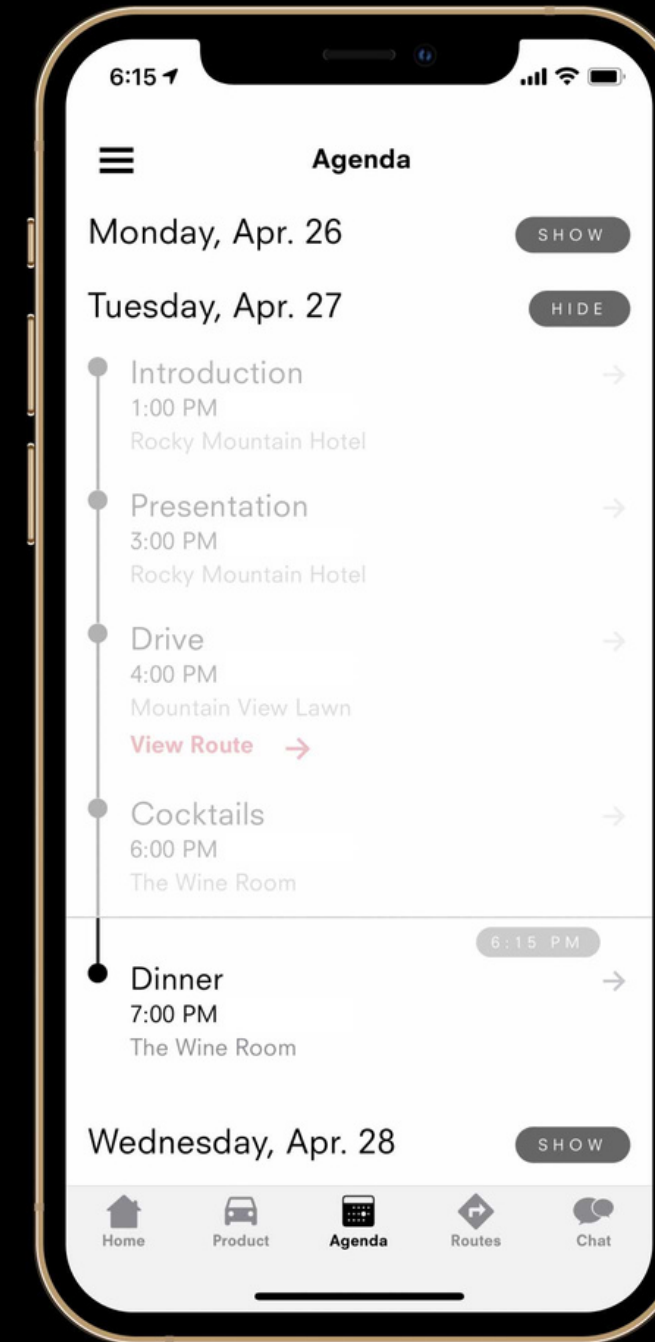 6:15
Agenda
Monday, Apr. 26
SHOW
Tuesday, Apr. 27
HIDE
Introduction
1:00 PM
Rocky Mountain Hotel
Presentation
3:00 PM
Rocky Mountain Hotel
Drive
4:00 PM
Mountain View Lawn
View Route
Cocktails
6:00 PM
The Wine Room
6:15 PM
Dinner
7:00 PM
The Wine Room
Wednesday, Apr. 28
SHOW
Home
Product
Agenda
Routes
Chat